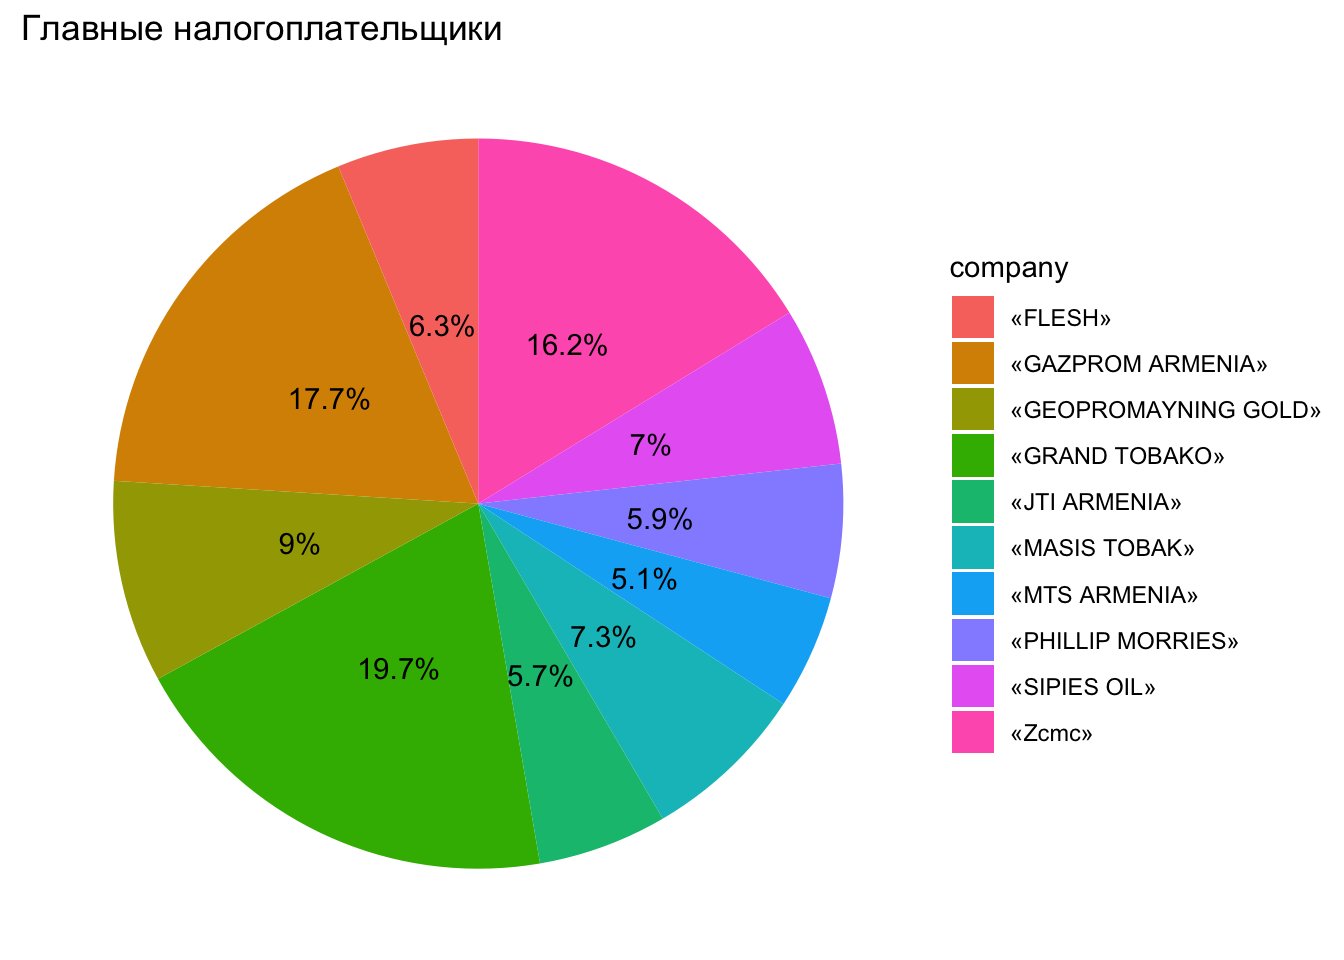 Главные налогоплательщики
6.3%
16.2%
17.7%
7%
5.9%
9%
5.1%
7.3%
19.7%
5.7%
company
«FLESH»
«GAZPROM ARMENIA»
«GEOPROMAYNING GOLD»
«GRAND TOBAKO»
«JTI ARMENIA»
«MASIS TOBAK»
«MTS ARMENIA»
«PHILLIP MORRIES»
«SIPIES OIL»
«Zcmc»